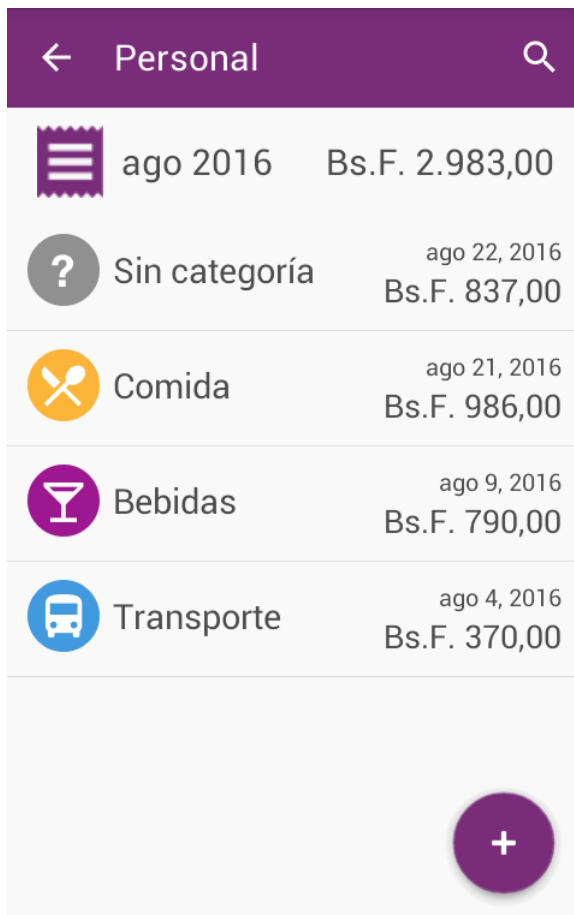 Personal
ago 2016 Bs.F. 2.983,00
?
ago 22, 2016
Sin categoría
Bs.F. 837,00
ago 21, 2016
Comida
Bs.F. 986,00
ago 9, 2016
Bebidas
Bs.F. 790,00
ago 4, 2016
Transporte
Bs.F. 370,00
+